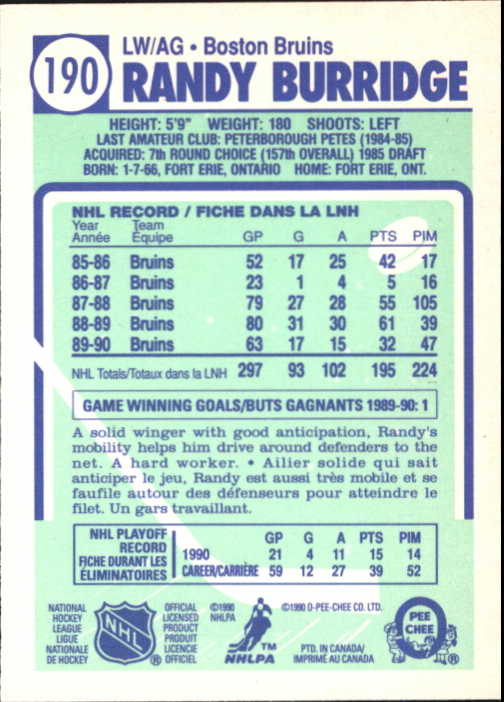 190
LW/AG • Boston Bruins
RANDY BURRIDGE
HEIGHT: 5'9" WEIGHT: 180 SHOOTS: LEFT
LAST AMATEUR CLUB: PETERBOROUGH PETES (1984-85)
ACQUIRED: 7th ROUND CHOICE (157th OVERALL) 1985 DRAFT
BORN: 1-7-66, FORT ERIE, ONTARIO HOME: FORT ERIE, ONT.
NHL RECORD / FICHE DANS LA LNH
Year Team
Année Équipe GP G A PTS PIM
85-86 Bruins 52 17 25 42 17
86-87 Bruins 23 1 4 5 16
87-88 Bruins 79 27 28 55 105
88-89 Bruins 80 31 30 61 39
89-90 Bruins 63 17 15 32 47
NHL Totals/Totaux dans la LNH 297 93 102 195 224
GAME WINNING GOALS/BUTS GAGNANTS 1989-90: 1
A solid winger with good anticipation, Randy's
mobility helps him drive around defenders to the
net. A hard worker. • Ailier solide qui sait
anticiper le jeu, Randy est aussi très mobile et se
faufile autour des défenseurs pour atteindre le
filet. Un gars travaillant.
NHL PLAYOFF
RECORD
FICHE DURANT LES
ÉLIMINATOIRES
GP G A PTS PIM
1990 21 4 11 15 14
CAREER/CARRIÈRE 59 12 27 39 52
NATIONAL
HOCKEY
LEAGUE
LIGUE
NATIONALE
DE HOCKEY
NHL
®
OFFICIAL
LICENSED
PRODUCT
PRODUIT
LICENCIE
OFFICIEL
©1990
NHLPA
TM
NHLPA
©1990 O-PEE-CHEE CO. LTD.
PTD. IN CANADA/
IMPRIMÉ AU CANADA
O
PEE
CHEE
®